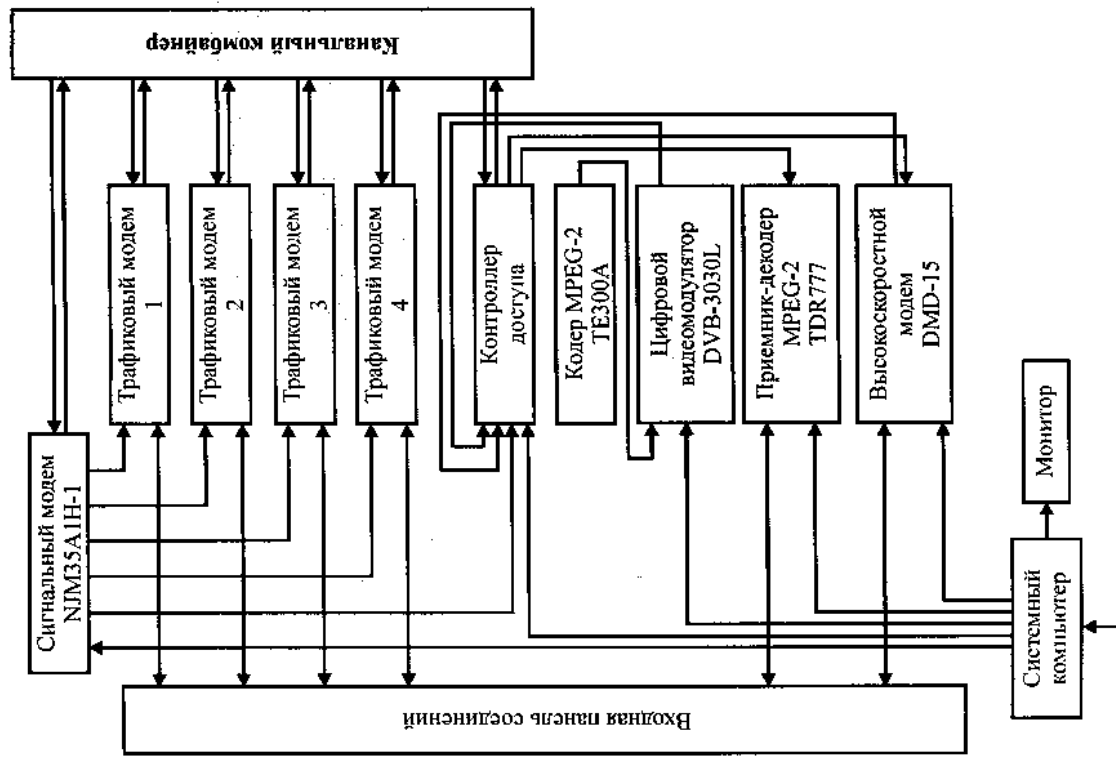 Канальный комбайнер
Сигнальный модем
NJM35A1H-1
Трафиковый модем
1
Трафиковый модем
2
Трафиковый модем
3
Трафиковый модем
4
Контроллер
доступа
Кодер MPEG-2
TE300A
Цифровой
видеомодулятор
DVB-3030L
Приемник-декодер
MPEG-2
TDR777
Высокоскоростной
модем
DMD-15
Системный
компьютер
Монитор
Входная панель соединений